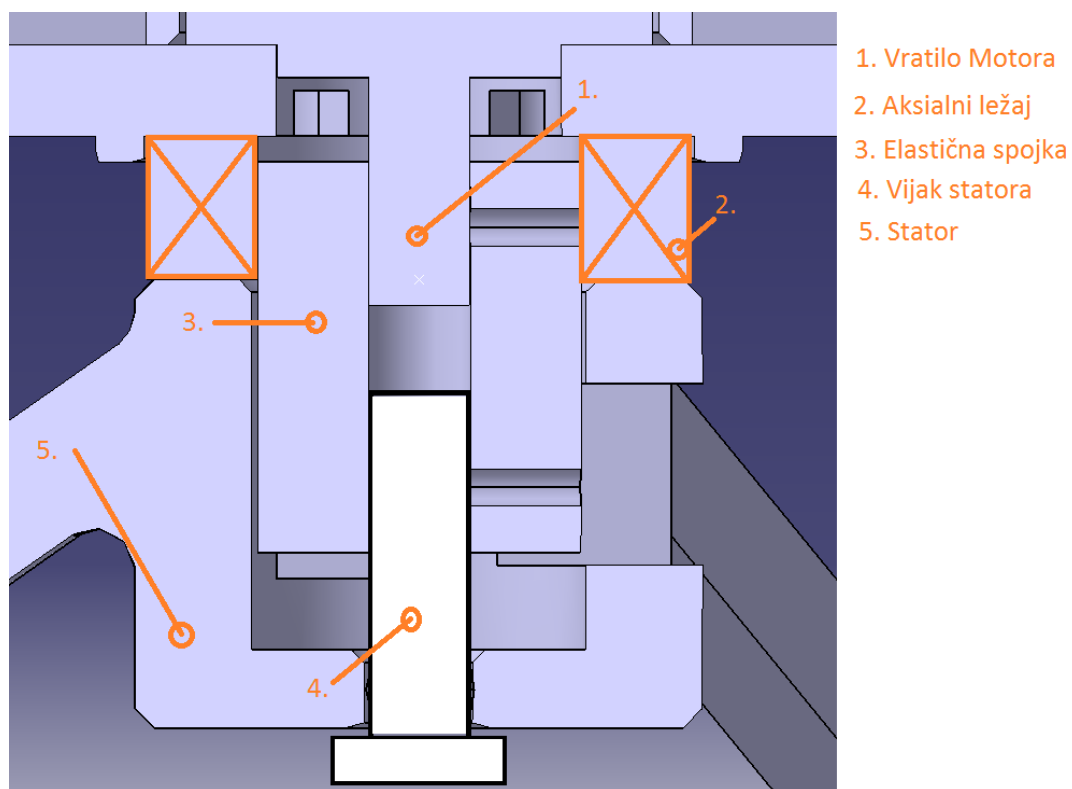 1. Vratilo Motora
2. Aksialni ležaj
3. Elastična spojka
4. Vijak statora
5. Stator
1.
2.
3.
5.
4.